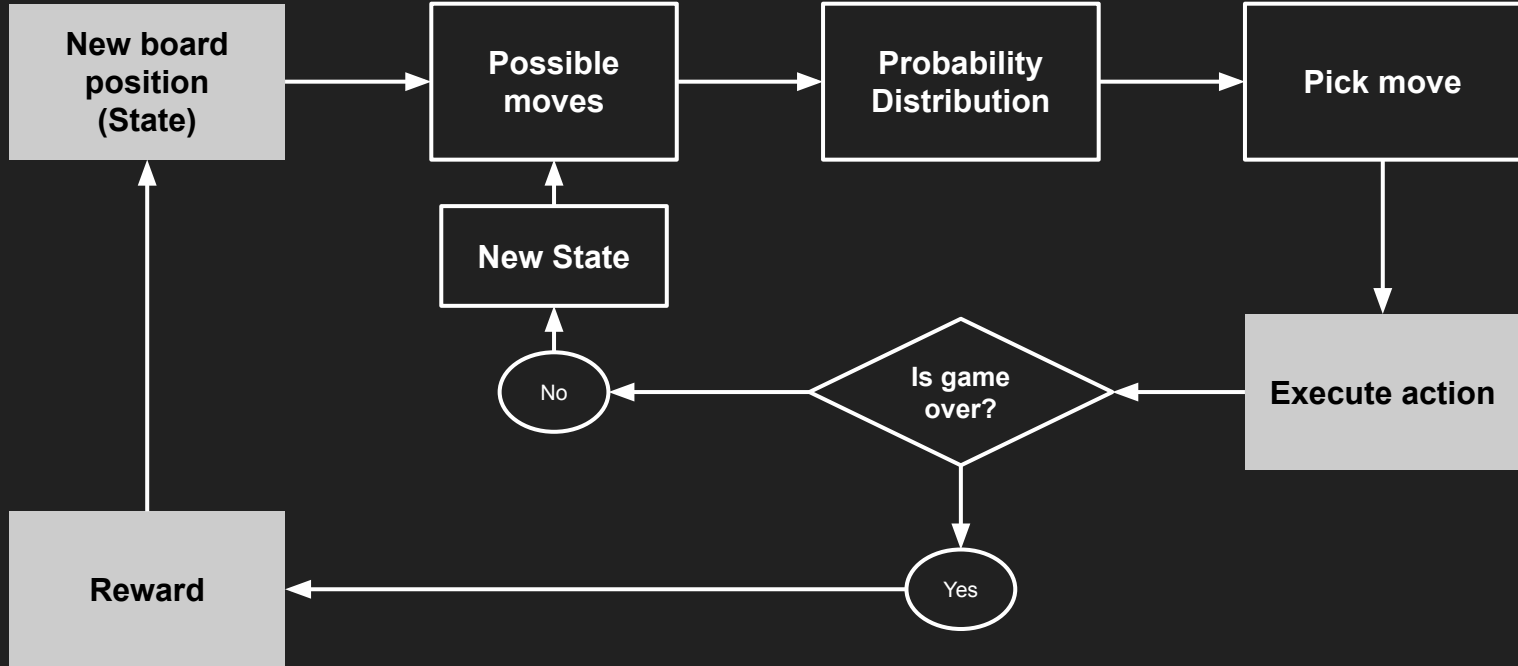 New board
position
(State)
Possible
moves
Probability
Distribution
Pick move
New State
No
Is game
over?
Execute action
Reward
Yes